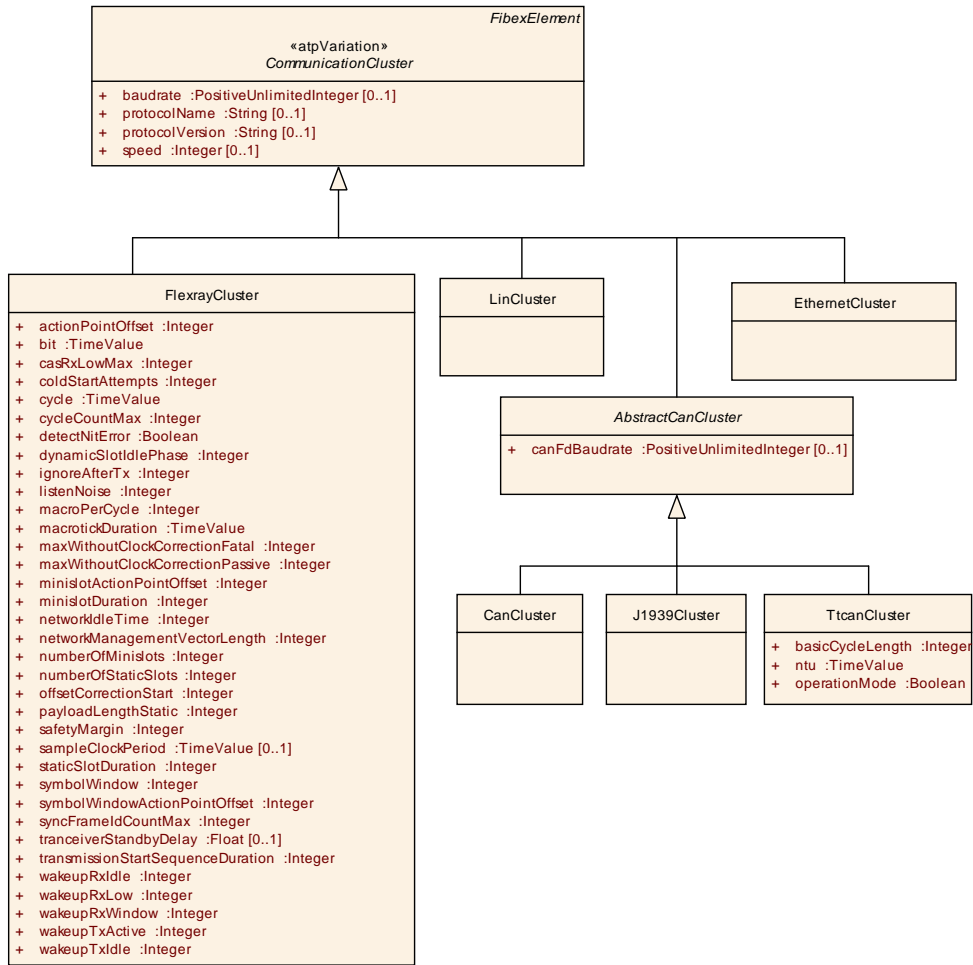 FibexElement
«atpVariation»
CommunicationCluster
+ baudrate :PositiveUnlimitedInteger [0..1]
+ protocolName :String [0..1]
+ protocolVersion :String [0..1]
+ speed :Integer [0..1]
FlexrayCluster
+ actionPointOffset :Integer
+ bit :TimeValue
+ casRxLowMax :Integer
+ coldStartAttempts :Integer
+ cycle :TimeValue
+ cycleCountMax :Integer
+ detectNitError :Boolean
+ dynamicSlotIdlePhase :Integer
+ ignoreAfterTx :Integer
+ listenNoise :Integer
+ macroPerCycle :Integer
+ macrotickDuration :TimeValue
+ maxWithoutClockCorrectionFatal :Integer
+ maxWithoutClockCorrectionPassive :Integer
+ minislotActionPointOffset :Integer
+ minislotDuration :Integer
+ networkIdleTime :Integer
+ networkManagementVectorLength :Integer
+ numberOfMinislots :Integer
+ numberOfStaticSlots :Integer
+ offsetCorrectionStart :Integer
+ payloadLengthStatic :Integer
+ safetyMargin :Integer
+ sampleClockPeriod :TimeValue [0..1]
+ staticSlotDuration :Integer
+ symbolWindow :Integer
+ symbolWindowActionPointOffset :Integer
+ syncFrameIdCountMax :Integer
+ tranceiverStandbyDelay :Float [0..1]
+ transmissionStartSequenceDuration :Integer
+ wakeupRxIdle :Integer
+ wakeupRxLow :Integer
+ wakeupRxWindow :Integer
+ wakeupTxActive :Integer
+ wakeupTxIdle :Integer
LinCluster
EthernetCluster
AbstractCanCluster
+ canFdBaudrate :PositiveUnlimitedInteger [0..1]
CanCluster
J1939Cluster
TtcanCluster
+ basicCycleLength :Integer
+ ntu :TimeValue
+ operationMode :Boolean